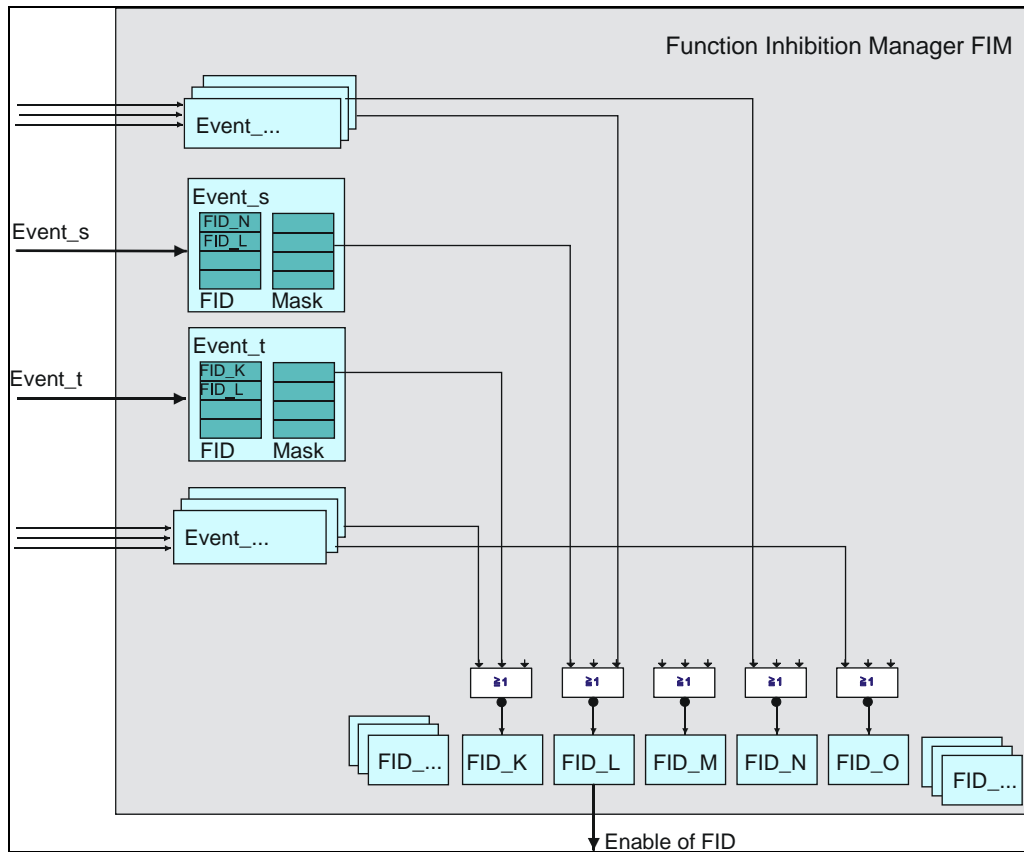 Function Inhibition Manager FIM
Event_...
Event_s
Event_s
FID_N
FID_L
FID Mask
Event_t
Event_t
FID_K
FID_L
FID Mask
Event_...
≧1 ≧1 ≧1 ≧1 ≧1
FID_... FID_K FID_L FID_M FID_N FID_O FID_...
Enable of FID